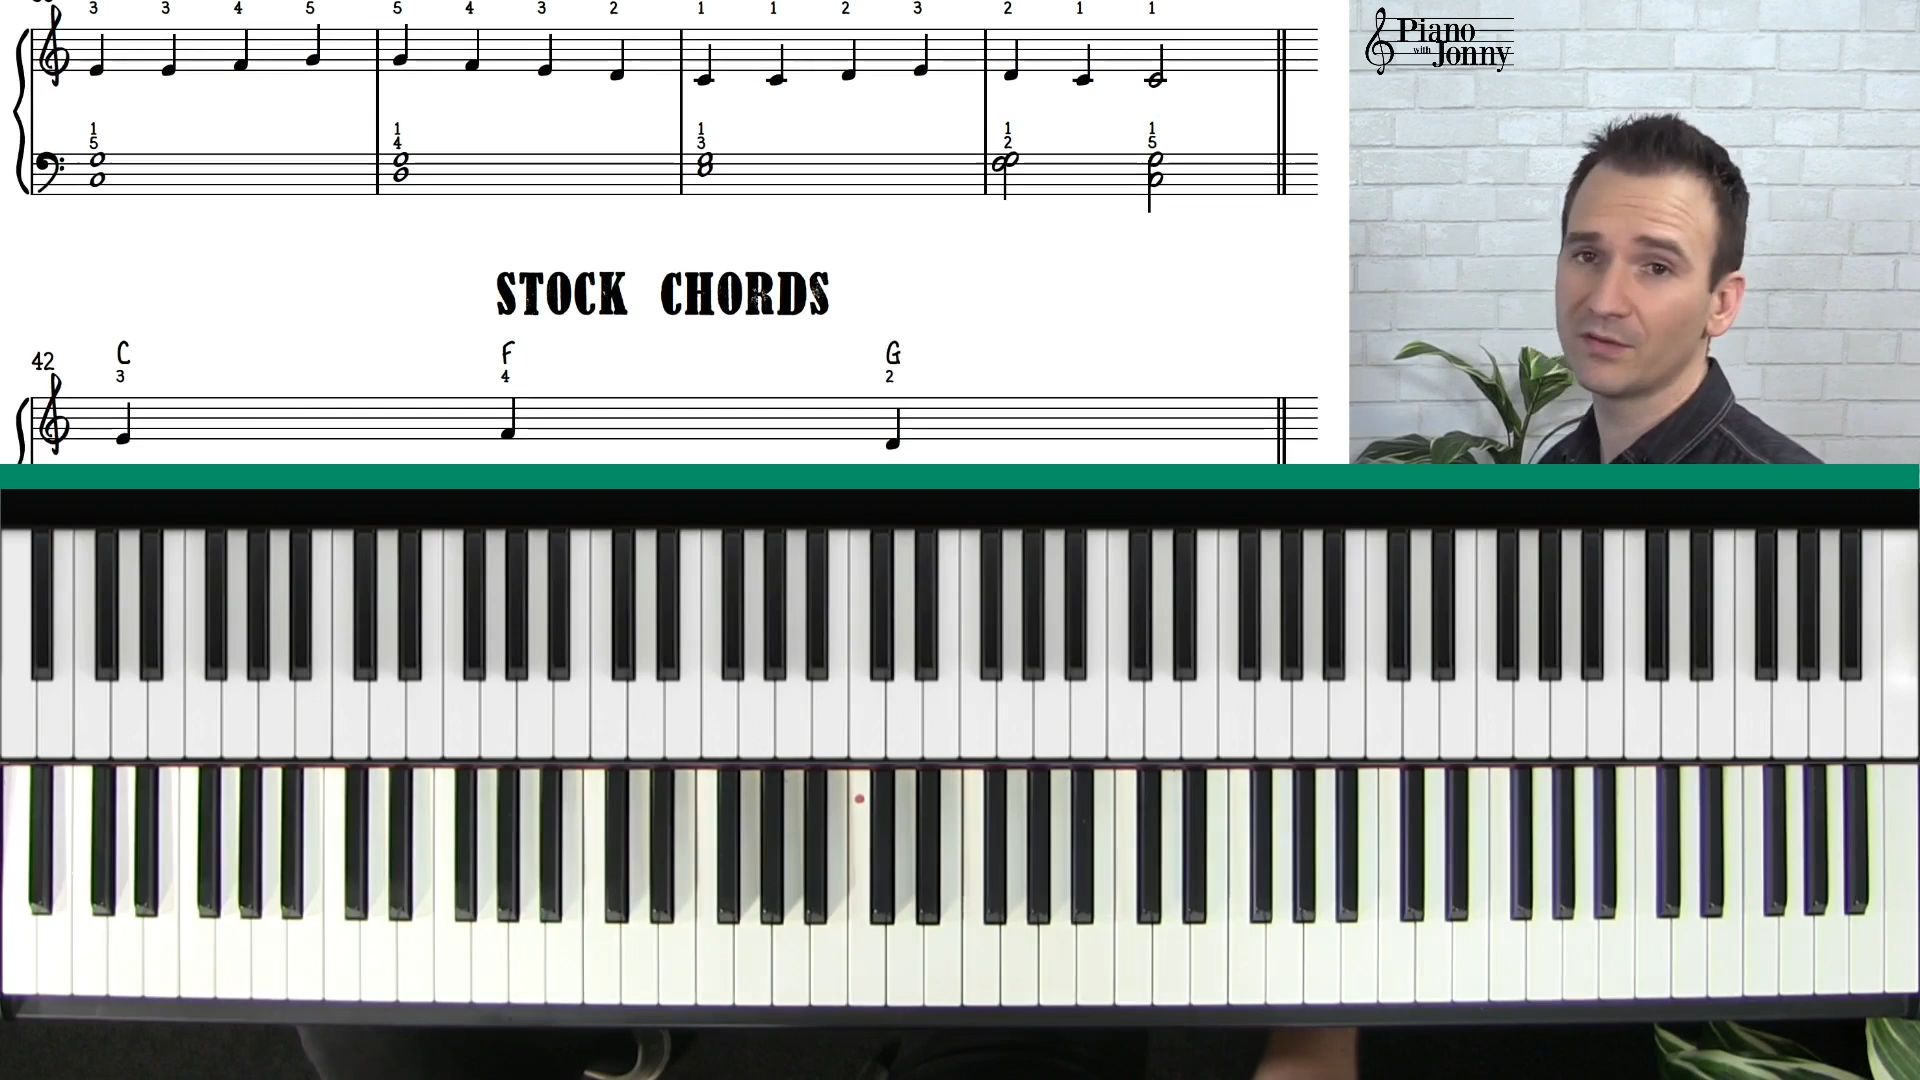 3 3 4 5 5 4 3 2 1 1 2 3 2 1 1
Piano
with
Jonny
1 1 1 1 1
5 4 3 2 5
STOCK CHORDS
42 C F G
3 4 2